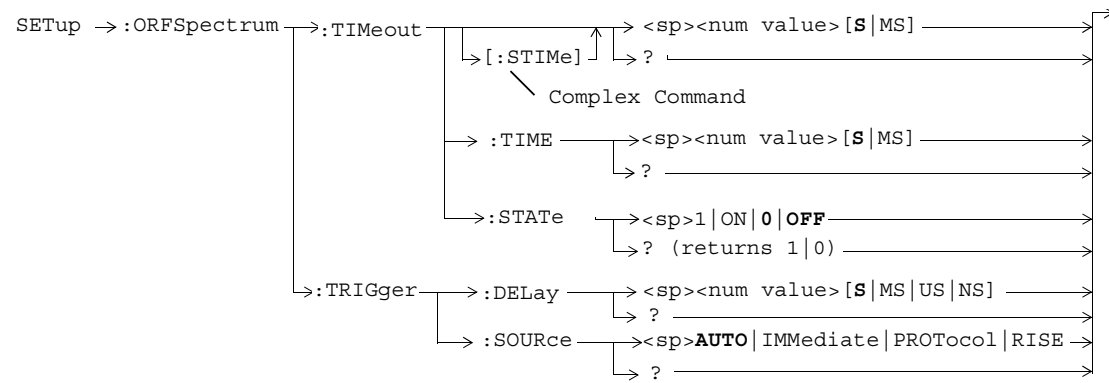 SETup :ORFSpectrum :TIMeout <sp><num value>[S|MS]
[:STIMe] ?
Complex Command
:TIME <sp><num value>[S|MS]
?
:STATe <sp>1|ON|0|OFF
? (returns 1|0)
:TRIGger :DELay <sp><num value>[S|MS|US|NS]
?
:SOURce <sp>AUTO|IMMediate|PROTocol|RISE
?